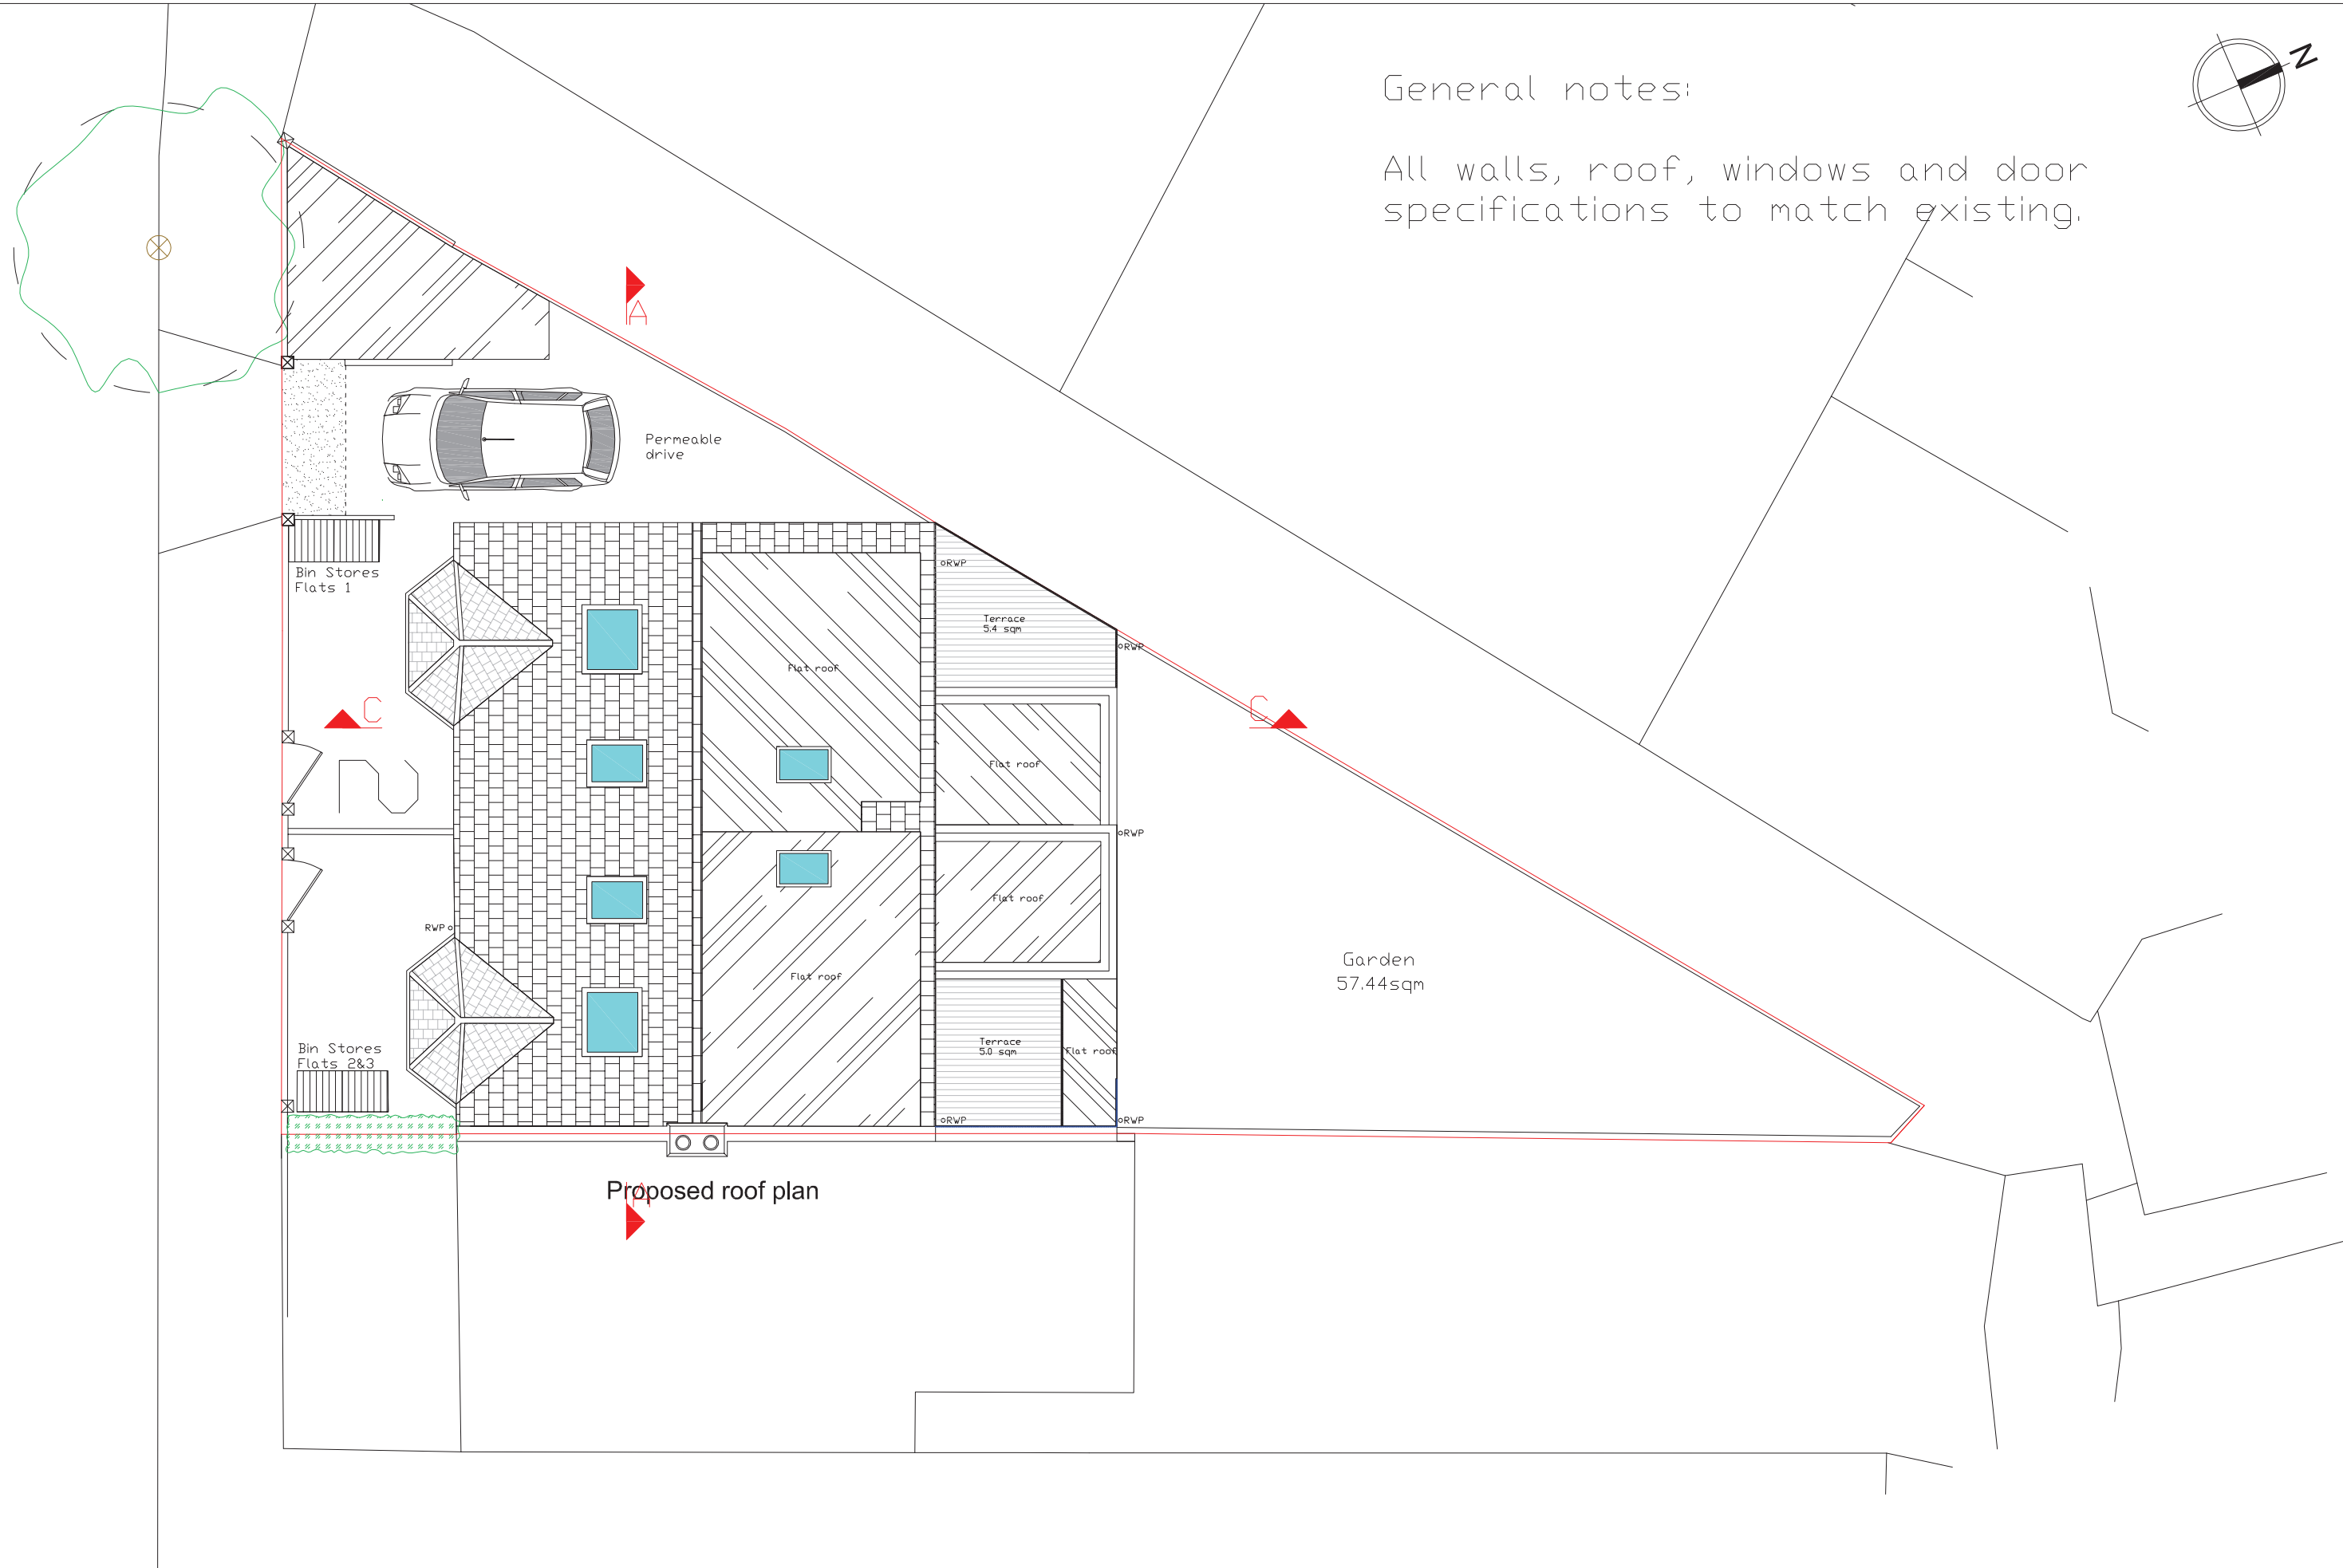 N
General notes:
All walls, roof, windows and door
specifications to match existing.
A
Permeable
drive
Bin Stores
Flats 1
oRWP
Terrace
5.4 sqm
oRWP
Flat roof
C
C
Flat roof
oRWP
Flat roof
RWP o
Garden
57.44sqm
Flat roof
Bin Stores
Flats 2&3
Terrace
5.0 sqm
Flat roof
oRWP
oRWP
Proposed roof plan
A